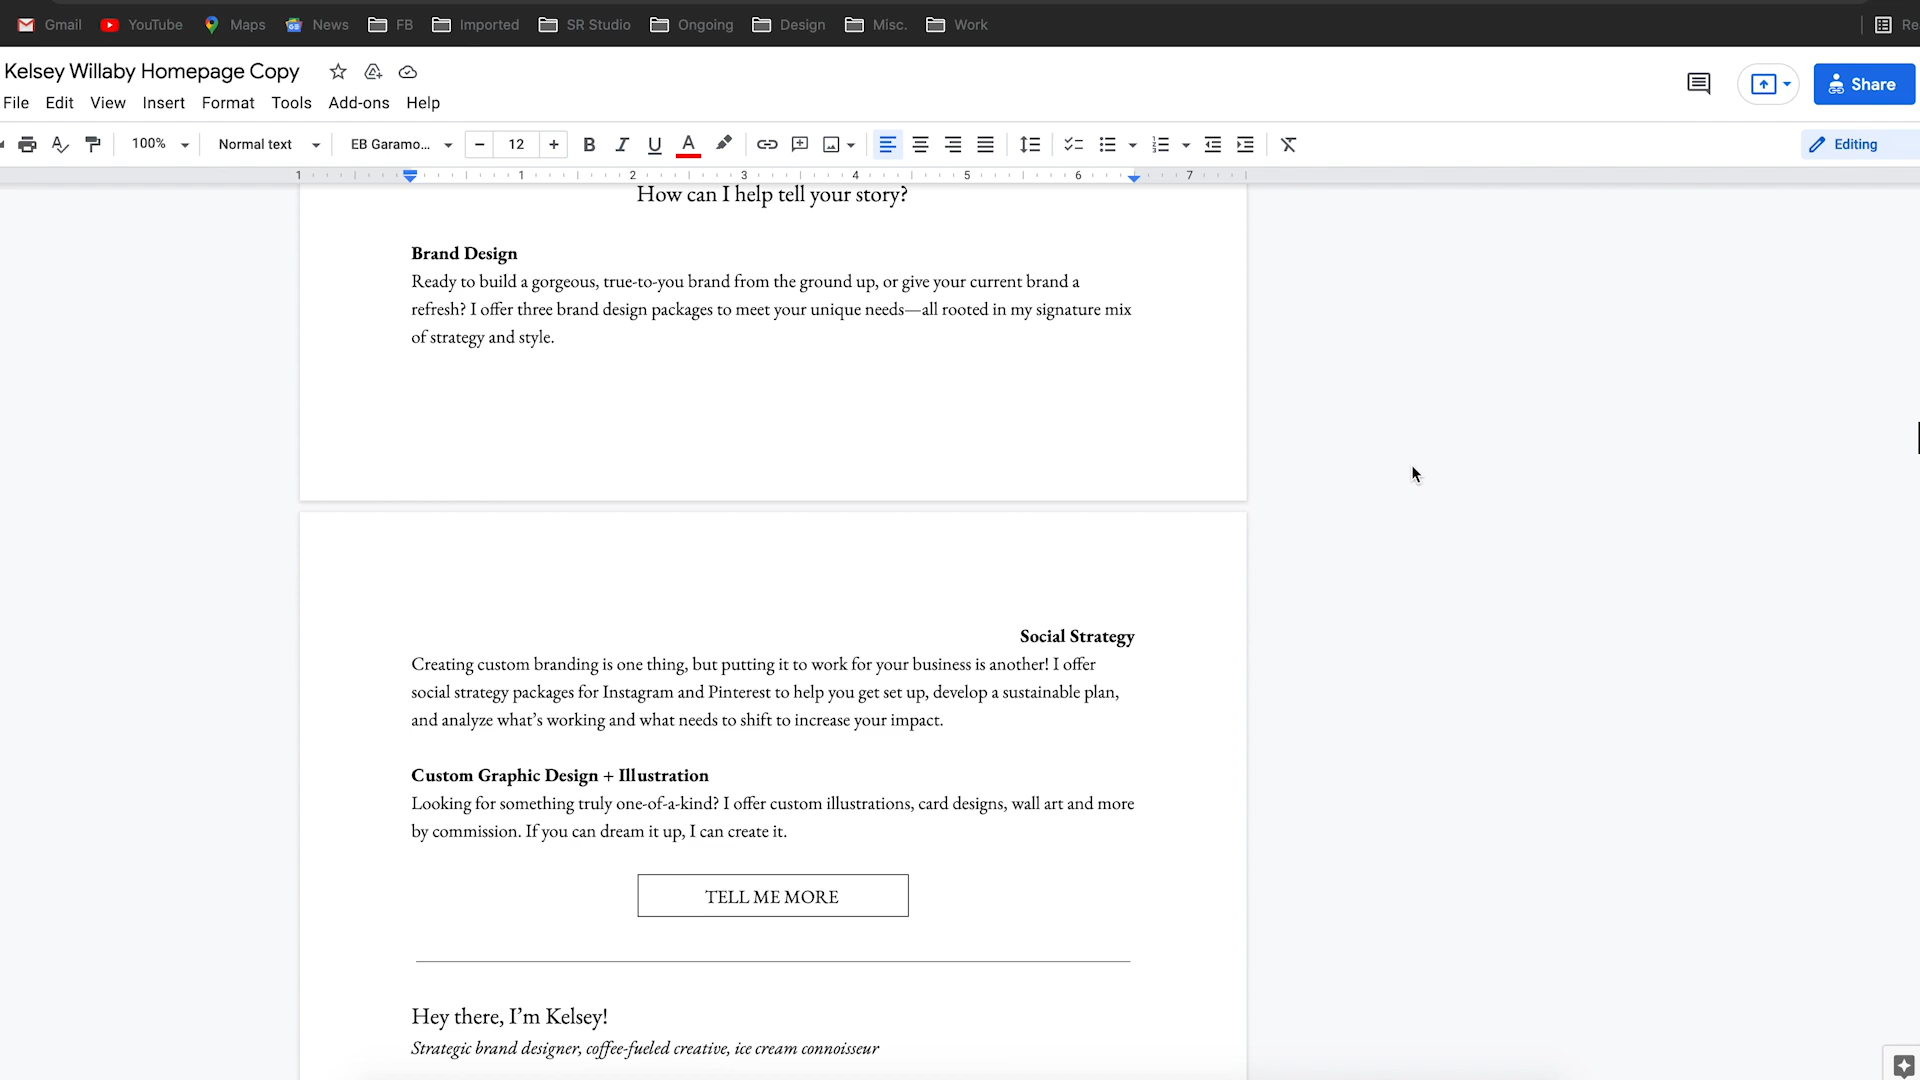 Gmail YouTube Maps News FB Imported SR Studio Ongoing Design Misc. Work
Kelsey Willaby Homepage Copy
File Edit View Insert Format Tools Add-ons Help
Share
100% Normal text EB Garamo... 12 Editing
1 1 2 3 4 5 6 7
How can I help tell your story?
Brand Design
Ready to build a gorgeous, true-to-you brand from the ground up, or give your current brand a
refresh? I offer three brand design packages to meet your unique needs—all rooted in my signature mix
of strategy and style.
Social Strategy
Creating custom branding is one thing, but putting it to work for your business is another! I offer
social strategy packages for Instagram and Pinterest to help you get set up, develop a sustainable plan,
and analyze what’s working and what needs to shift to increase your impact.
Custom Graphic Design + Illustration
Looking for something truly one-of-a-kind? I offer custom illustrations, card designs, wall art and more
by commission. If you can dream it up, I can create it.
TELL ME MORE
Hey there, I’m Kelsey!
Strategic brand designer, coffee-fueled creative, ice cream connoisseur